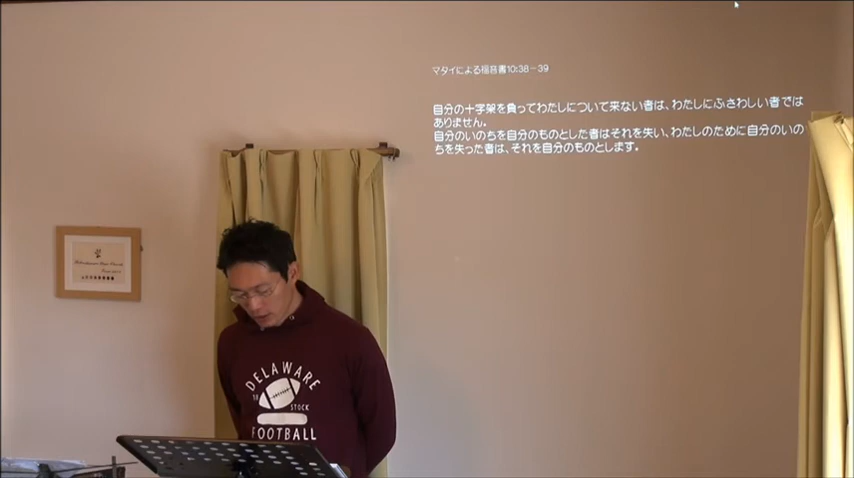 マタイによる福音書10:38－39
自分の十字架を負ってわたしについて来ない者は、わたしにふさわしい者では
ありません。
自分のいのちを自分のものとした者はそれを失い、わたしのために自分のいの
ちを失った者は、それを自分のものとします。
DELAWARE
STOCK
FOOTBALL